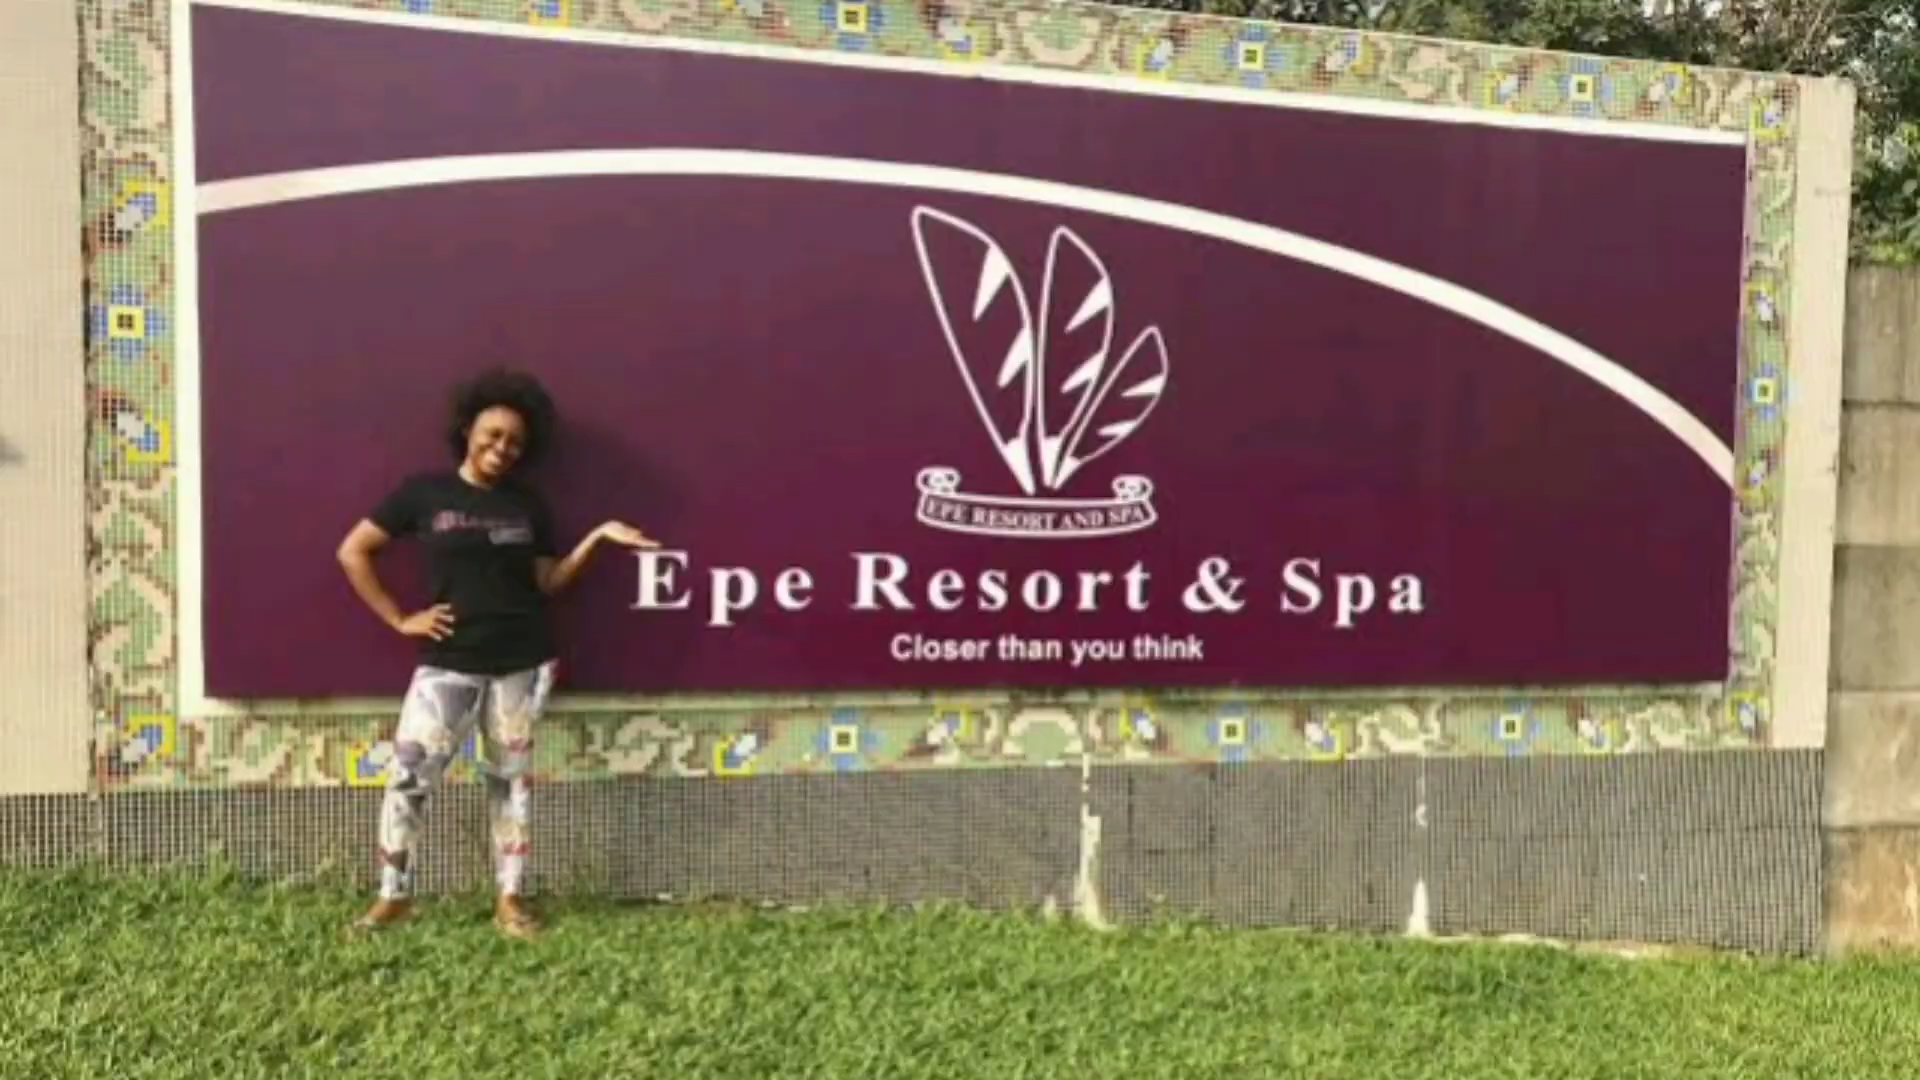 EPE RESORT AND SPA
Epe Resort & Spa
Closer than you think